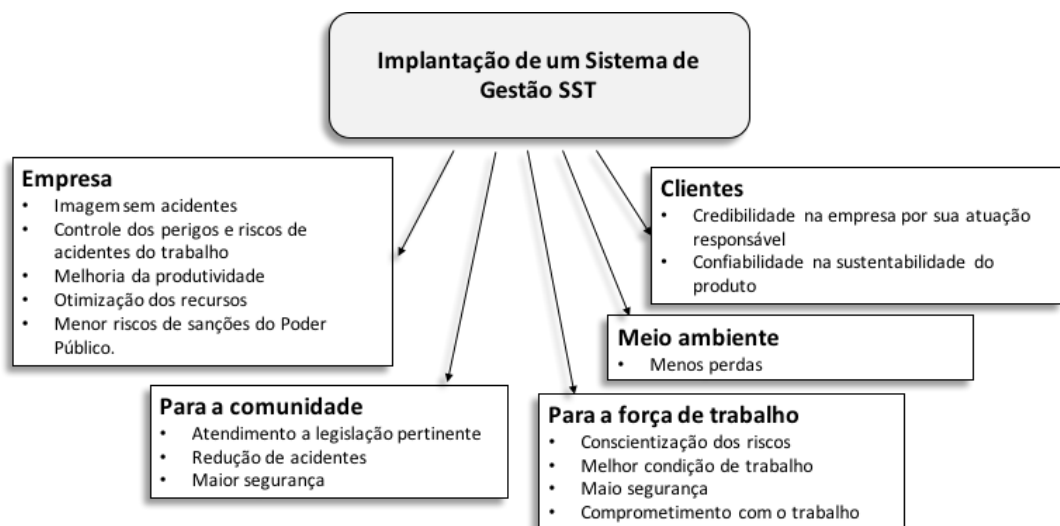 Implantação de um Sistema de
Gestão SST
Empresa
• Imagem sem acidentes
• Controle dos perigos e riscos de
acidentes do trabalho
• Melhoria da produtividade
• Otimização dos recursos
• Menor riscos de sanções do Poder
Público.
Clientes
• Credibilidade na empresa por sua atuação
responsável
• Confiabilidade na sustentabilidade do
produto
Meio ambiente
• Menos perdas
Para a comunidade
• Atendimento a legislação pertinente
• Redução de acidentes
• Maior segurança
Para a força de trabalho
• Conscientização dos riscos
• Melhor condição de trabalho
• Maio segurança
• Comprometimento com o trabalho